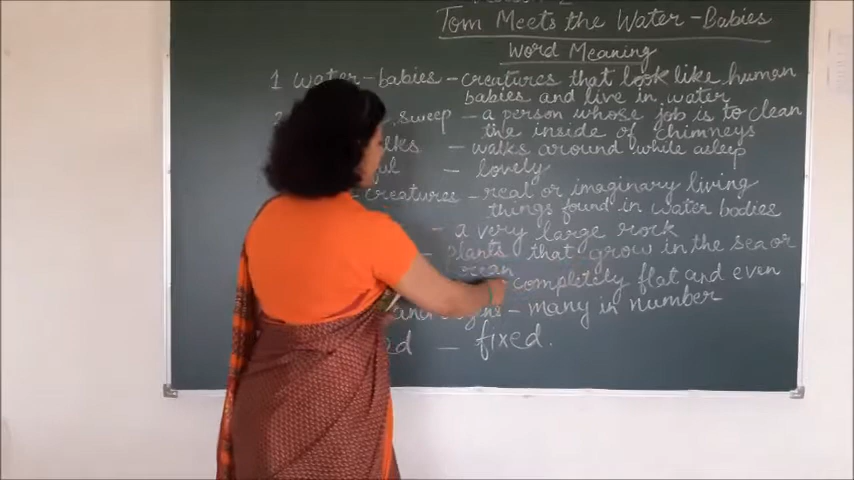 Tom Meets the Water-Babies
Word Meaning
1 water-babies - creatures that look like human
babies and live in water
sweep - a person whose job is to clean
the inside of chimneys
- walks around while asleep
- lovely
- creatures - real or imaginary living
things found in water bodies
- a very large rock
plants that grow in the sea or
ocean
completely flat and even
- many in number
- fixed.